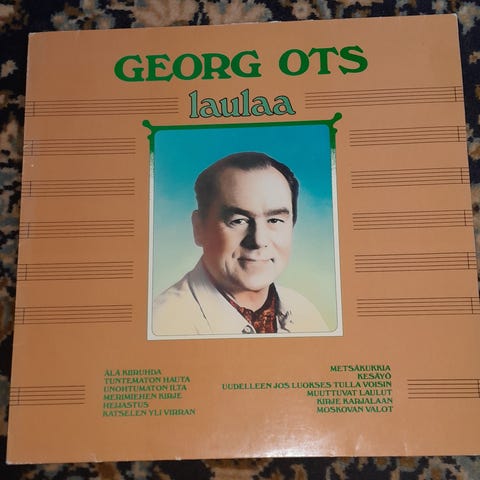 GEORG OTS
laulaa
ÄLÄ KIIRUHDA
TUNTEMATON HAUTA
UNOHTUMATON ILTA
MERIMIEHEN KIRJE
HEIJASTUS
KATSELEN YLI VIRRAN
METSÄKUKKIA
KESÄYÖ
UUDELLEEN JOS LUOKSES TULLA VOISIN
MUUTTUVAT LAULUT
KIRJE KARJALAAN
MOSKOVAN VALOT